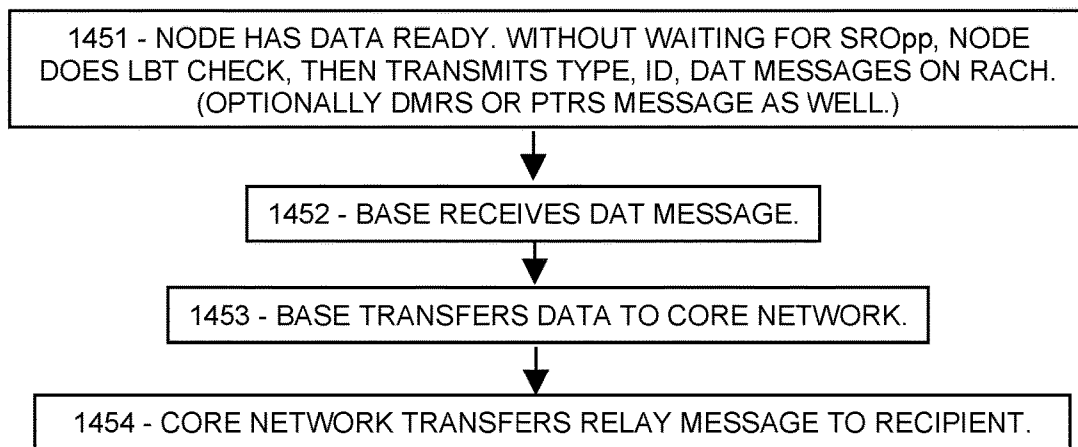 1451 - NODE HAS DATA READY. WITHOUT WAITING FOR SROpp, NODE
DOES LBT CHECK, THEN TRANSMITS TYPE, ID, DAT MESSAGES ON RACH.
(OPTIONALLY DMRS OR PTRS MESSAGE AS WELL.)
1452 - BASE RECEIVES DAT MESSAGE.
1453 - BASE TRANSFERS DATA TO CORE NETWORK.
1454 - CORE NETWORK TRANSFERS RELAY MESSAGE TO RECIPIENT.